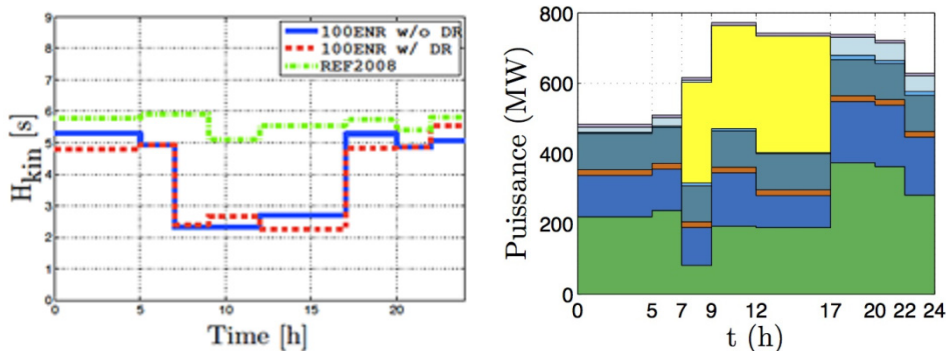 9
8
7
6
5
4
3
2
1
0
H_kin [s]
100ENR w/o DR
100ENR w/ DR
REF2008
0 5 10 15 20
Time [h]
800
600
400
200
0
Puissance (MW)
0 5 7 9 12 17 20 22 24
t (h)